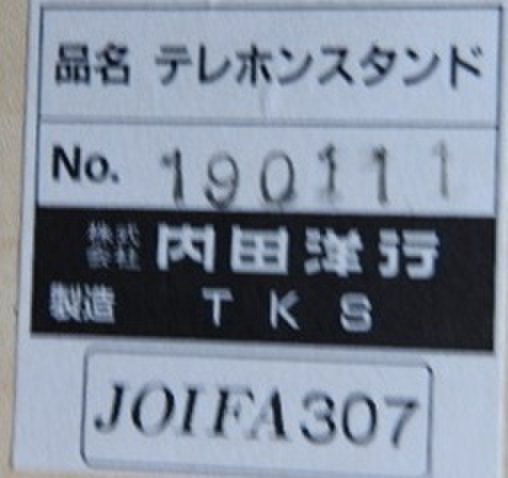 品名 テレホンスタンド
No. 190111
株式会社 内田洋行
製造 TKS
JOIFA307